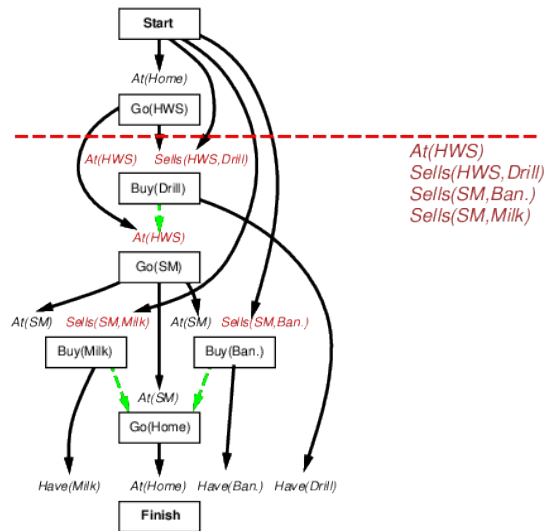 Start
At(Home)
Go(HWS)
At(HWS) Sells(HWS,Drill)
At(HWS)
Sells(HWS,Drill)
Sells(SM,Ban.)
Sells(SM,Milk)
Buy(Drill)
At(HWS)
Go(SM)
At(SM) Sells(SM,Milk) At(SM) Sells(SM,Ban.)
Buy(Milk) Buy(Ban.)
At(SM)
Go(Home)
Have(Milk) At(Home) Have(Ban.) Have(Drill)
Finish